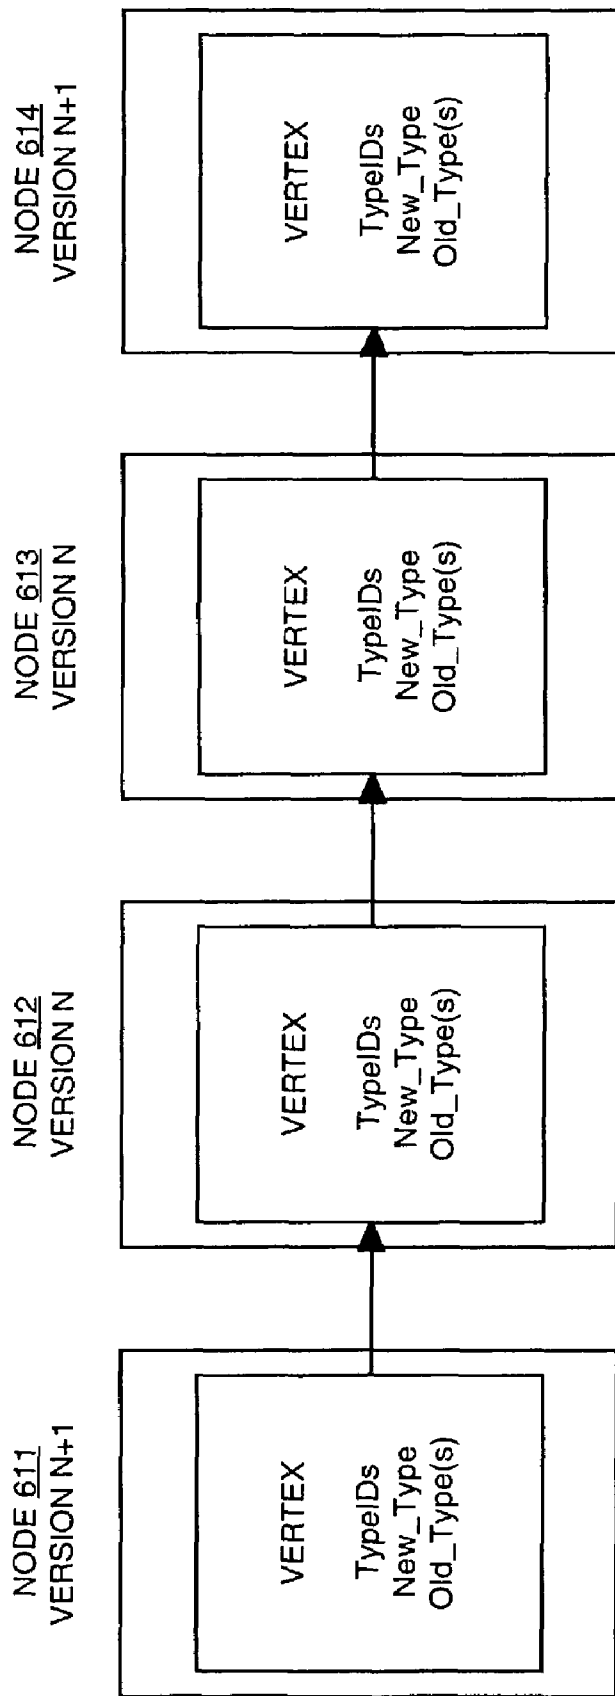 NODE 611
VERSION N+1
VERTEX
TypeIDs
New_Type
Old_Type(s)
NODE 612
VERSION N
VERTEX
TypeIDs
New_Type
Old_Type(s)
NODE 613
VERSION N
VERTEX
TypeIDs
New_Type
Old_Type(s)
NODE 614
VERSION N+1
VERTEX
TypeIDs
New_Type
Old_Type(s)